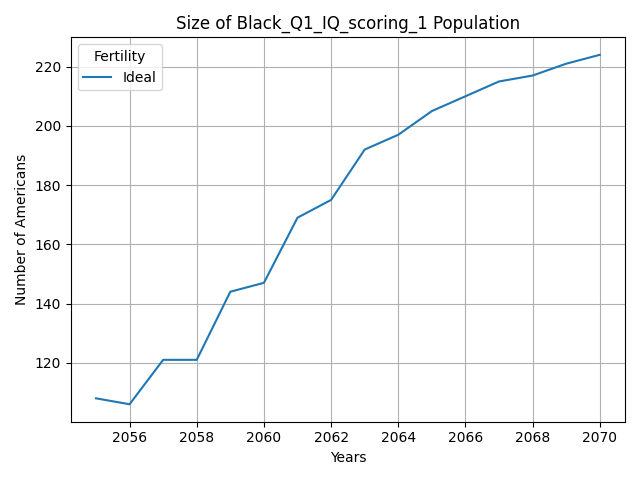 Size of Black_Q1_IQ_scoring_1 Population
Fertility
Ideal
Number of Americans
220
200
180
160
140
120
2056 2058 2060 2062 2064 2066 2068 2070
Years